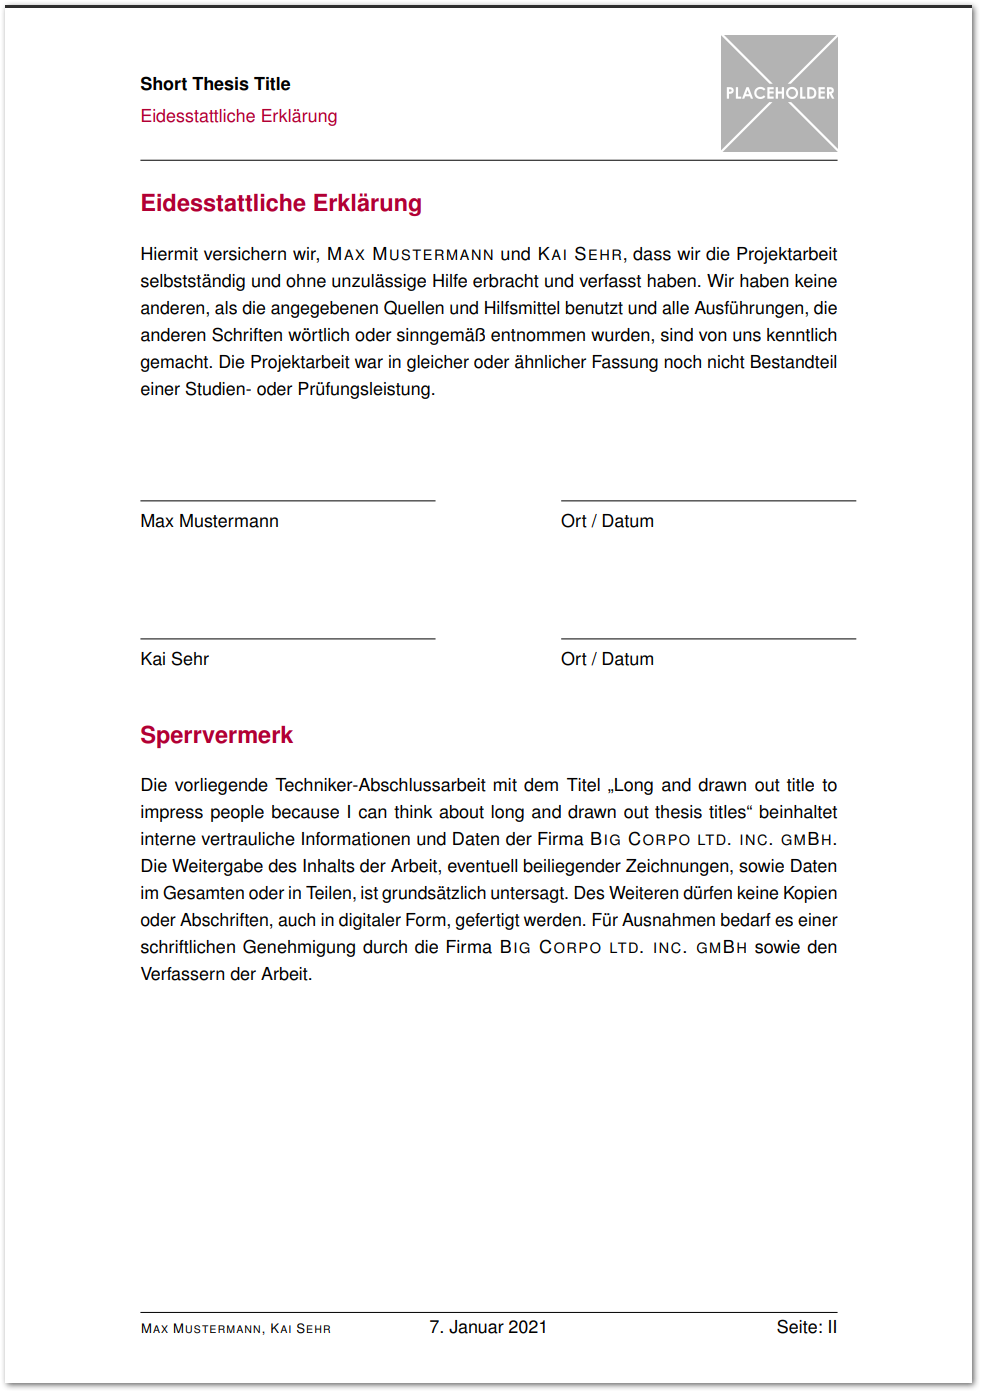 Short Thesis Title
PLACEHOLDER
Eidesstattliche Erklärung
Eidesstattliche Erklärung
Hiermit versichern wir, MAX MUSTERMANN und KAI SEHR, dass wir die Projektarbeit
selbstständig und ohne unzulässige Hilfe erbracht und verfasst haben. Wir haben keine
anderen, als die angegebenen Quellen und Hilfsmittel benutzt und alle Ausführungen, die
anderen Schriften wörtlich oder sinngemäß entnommen wurden, sind von uns kenntlich
gemacht. Die Projektarbeit war in gleicher oder ähnlicher Fassung noch nicht Bestandteil
einer Studien- oder Prüfungsleistung.
Max Mustermann Ort / Datum
Kai Sehr Ort / Datum
Sperrvermerk
Die vorliegende Techniker-Abschlussarbeit mit dem Titel „Long and drawn out title to
impress people because I can think about long and drawn out thesis titles“ beinhaltet
interne vertrauliche Informationen und Daten der Firma BIG CORPO LTD. INC. GMBH.
Die Weitergabe des Inhalts der Arbeit, eventuell beiliegender Zeichnungen, sowie Daten
im Gesamten oder in Teilen, ist grundsätzlich untersagt. Des Weiteren dürfen keine Kopien
oder Abschriften, auch in digitaler Form, gefertigt werden. Für Ausnahmen bedarf es einer
schriftlichen Genehmigung durch die Firma BIG CORPO LTD. INC. GMBH sowie den
Verfassern der Arbeit.
MAX MUSTERMANN, KAI SEHR 7. Januar 2021 Seite: II